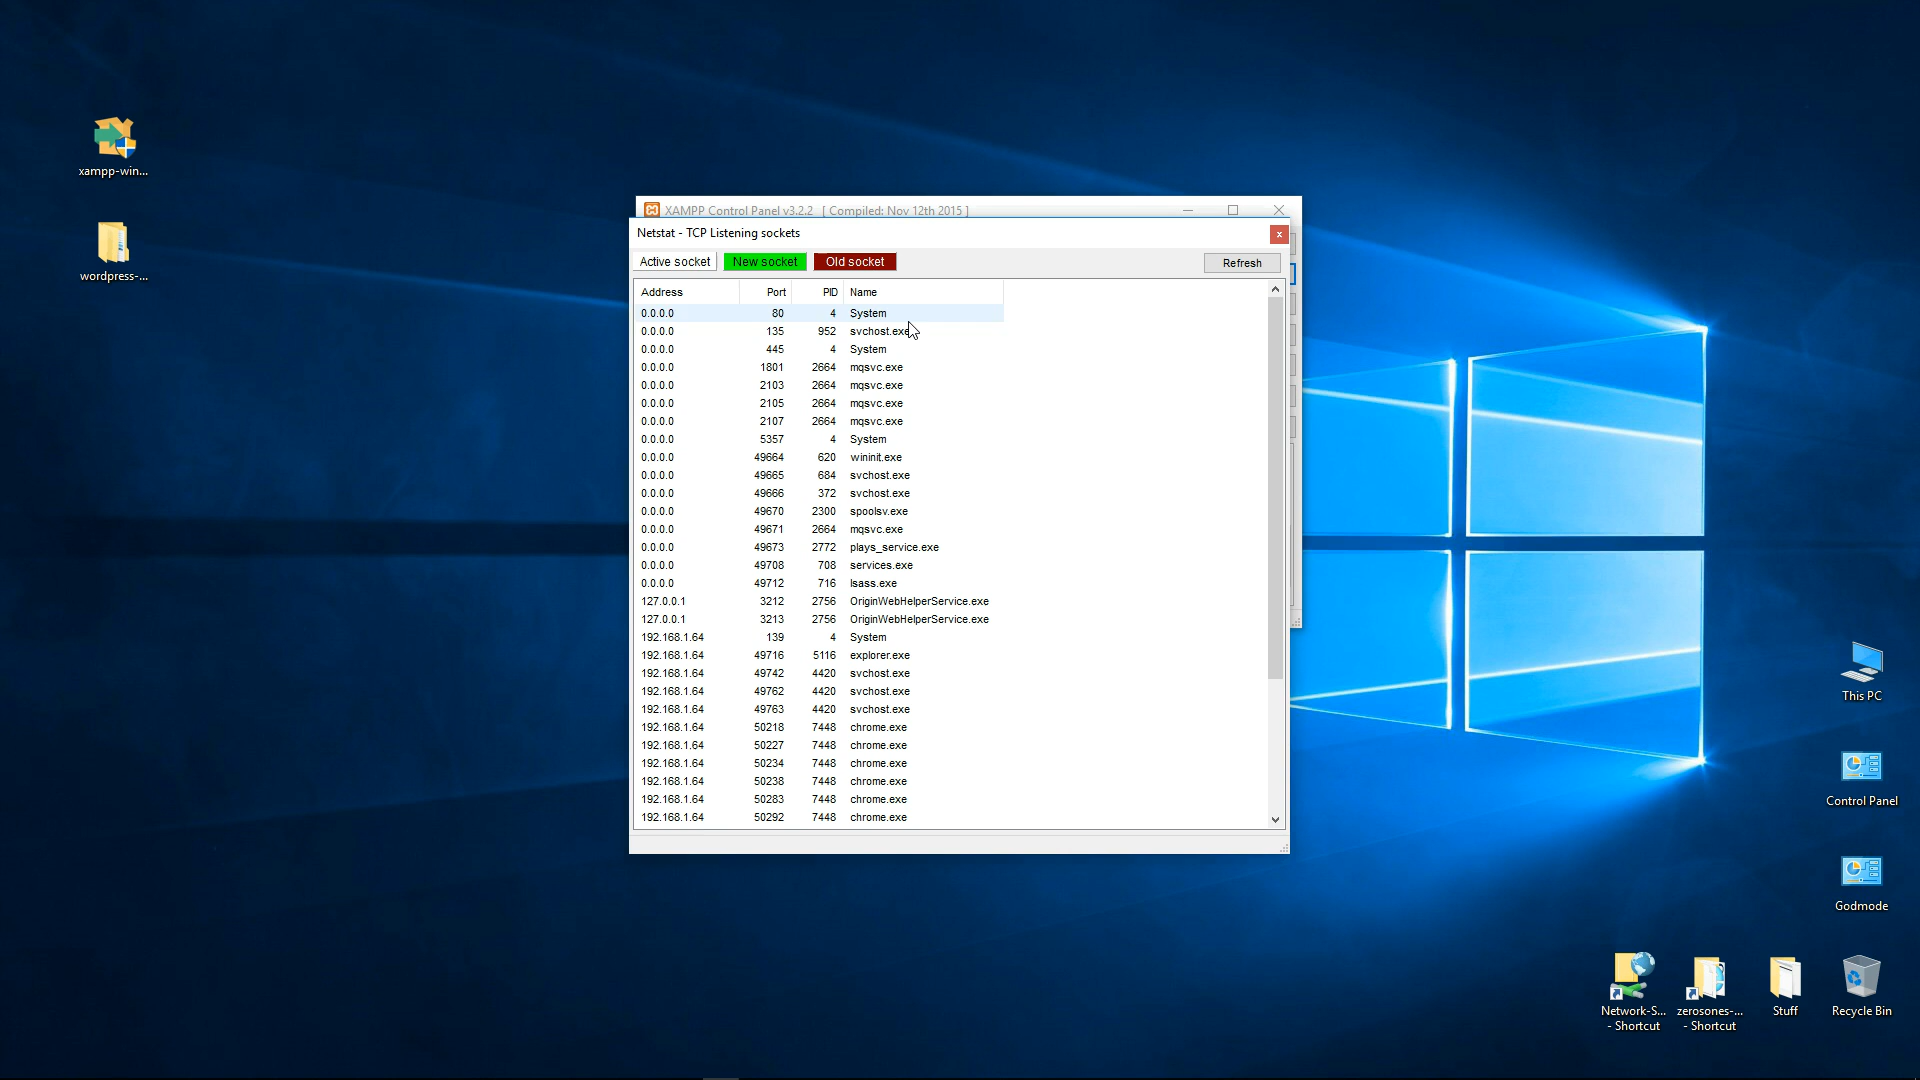 xampp-win...
wordpress-...
XAMPP Control Panel v3.2.2 [ Compiled: Nov 12th 2015 ]
Netstat - TCP Listening sockets
x
Active socket New socket Old socket Refresh
Address Port PID Name
0.0.0.0 80 4 System
0.0.0.0 135 952 svchost.exe
0.0.0.0 445 4 System
0.0.0.0 1801 2664 mqsvc.exe
0.0.0.0 2103 2664 mqsvc.exe
0.0.0.0 2105 2664 mqsvc.exe
0.0.0.0 2107 2664 mqsvc.exe
0.0.0.0 5357 4 System
0.0.0.0 49664 620 wininit.exe
0.0.0.0 49665 684 svchost.exe
0.0.0.0 49666 372 svchost.exe
0.0.0.0 49670 2300 spoolsv.exe
0.0.0.0 49671 2664 mqsvc.exe
0.0.0.0 49673 2772 plays_service.exe
0.0.0.0 49708 708 services.exe
0.0.0.0 49712 716 lsass.exe
127.0.0.1 3212 2756 OriginWebHelperService.exe
127.0.0.1 3213 2756 OriginWebHelperService.exe
192.168.1.64 139 4 System
192.168.1.64 49716 5116 explorer.exe
192.168.1.64 49742 4420 svchost.exe
192.168.1.64 49762 4420 svchost.exe
192.168.1.64 49763 4420 svchost.exe
192.168.1.64 50218 7448 chrome.exe
192.168.1.64 50227 7448 chrome.exe
192.168.1.64 50234 7448 chrome.exe
192.168.1.64 50238 7448 chrome.exe
192.168.1.64 50283 7448 chrome.exe
192.168.1.64 50292 7448 chrome.exe
This PC
Control Panel
Godmode
Network-S...
- Shortcut
zerosones-...
- Shortcut
Stuff
Recycle Bin